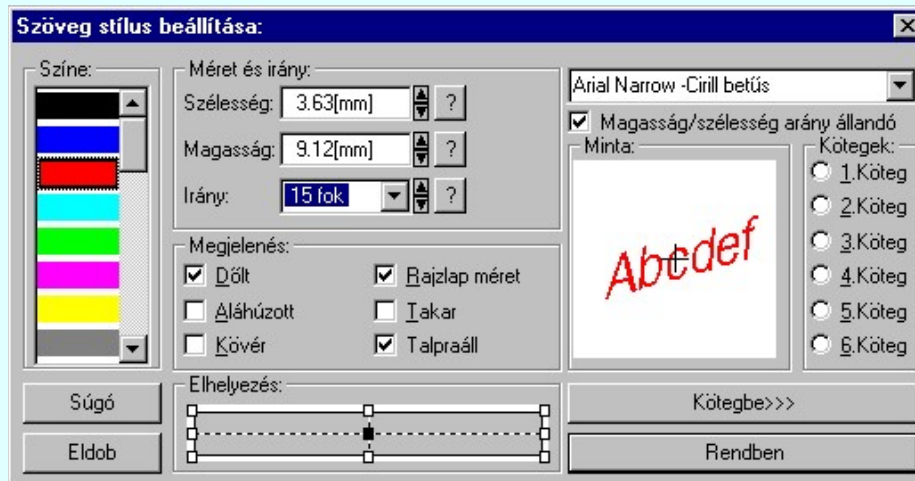 Szöveg stílus beállítása:
Színe:
Méret és irány:
Szélesség: 3.63[mm] ?
Magasság: 9.12[mm] ?
Irány: 15 fok ?
Megjelenés:
Dőlt
Rajzlap méret
Aláhúzott
Takar
Kövér
Talpraáll
Elhelyezés:
Súgó
Eldob
Arial Narrow -Cirill betűs
Magasság/szélesség arány állandó
Minta:
Abcdef
Kötegek:
1.Köteg
2.Köteg
3.Köteg
4.Köteg
5.Köteg
6.Köteg
Kötegbe>>>
Rendben